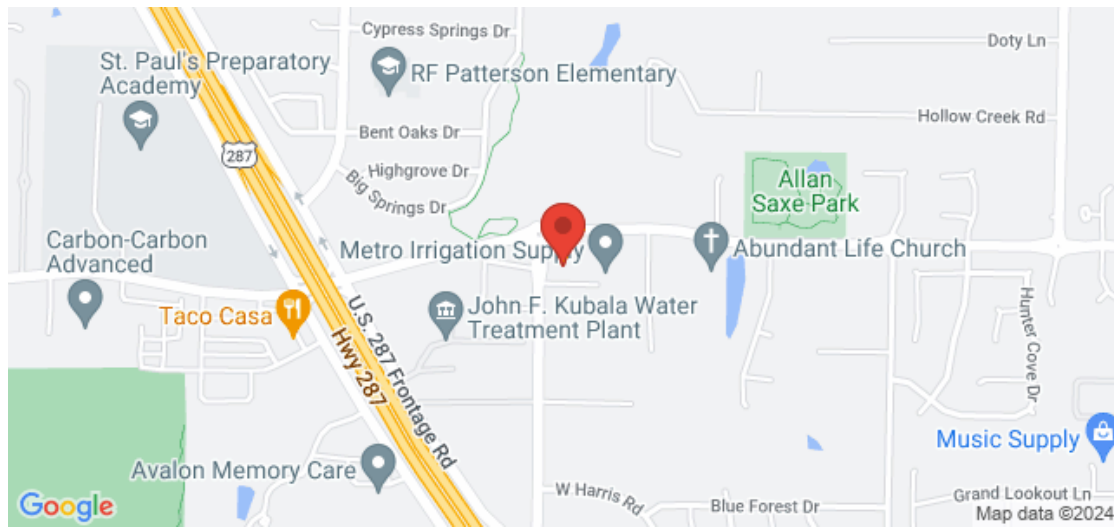 Cypress Springs Dr
Doty Ln
St. Paul's Preparatory
Academy
RF Patterson Elementary
Hollow Creek Rd
Bent Oaks Dr
287
Highgrove Dr
Big Springs Dr
Allan
Saxe Park
Carbon-Carbon
Advanced
Metro Irrigation Supply
Abundant Life Church
Taco Casa
John F. Kubala Water
Treatment Plant
U.S. 287 Frontage Rd
Hwy 287
Hunter Cove Dr
Music Supply
Avalon Memory Care
W Harris Rd
Blue Forest Dr
Grand Lookout Ln
Google
Map data ©2024